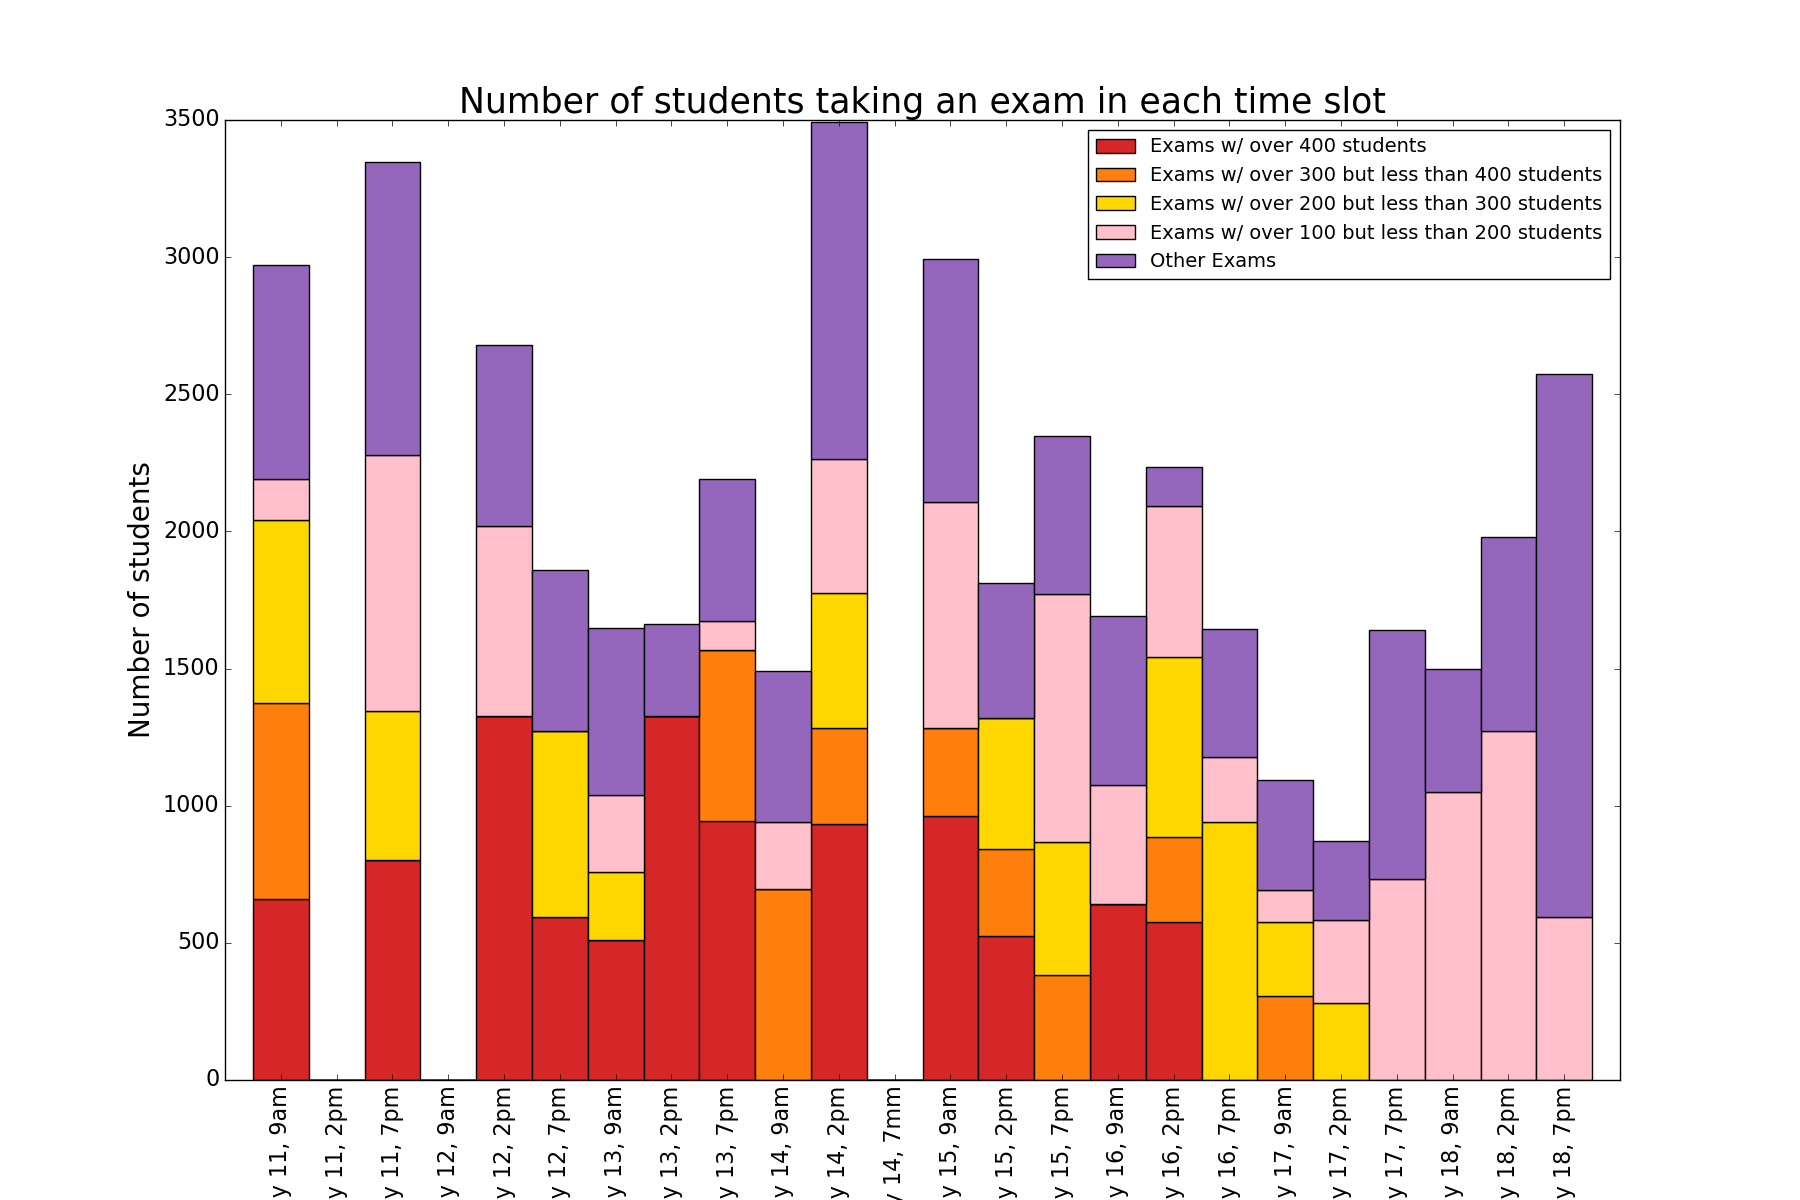 Number of students taking an exam in each time slot
3500
3000
2500
2000
1500
1000
500
0
Number of students
Exams w/ over 400 students
Exams w/ over 300 but less than 400 students
Exams w/ over 200 but less than 300 students
Exams w/ over 100 but less than 200 students
Other Exams
y 11, 9am
y 11, 2pm
y 11, 7pm
y 12, 9am
y 12, 2pm
y 12, 7pm
y 13, 9am
y 13, 2pm
y 13, 7pm
y 14, 9am
y 14, 2pm
y 14, 7mm
y 15, 9am
y 15, 2pm
y 15, 7pm
y 16, 9am
y 16, 2pm
y 16, 7pm
y 17, 9am
y 17, 2pm
y 17, 7pm
y 18, 9am
y 18, 2pm
y 18, 7pm